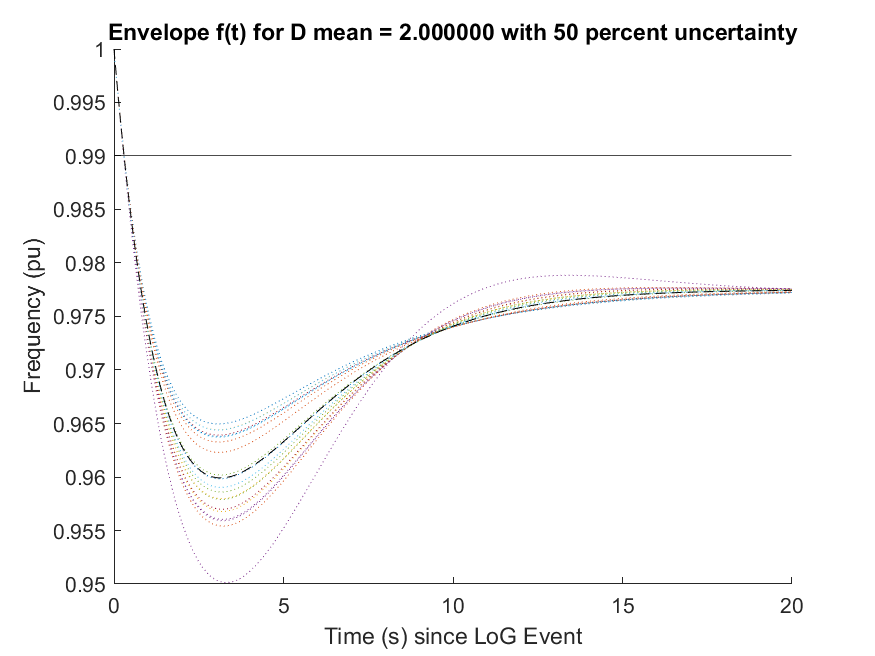 Envelope f(t) for D mean = 2.000000 with 50 percent uncertainty
1
0.995
0.99
0.985
0.98
0.975
0.97
0.965
0.96
0.955
0.95
Frequency (pu)
0 5 10 15 20
Time (s) since LoG Event